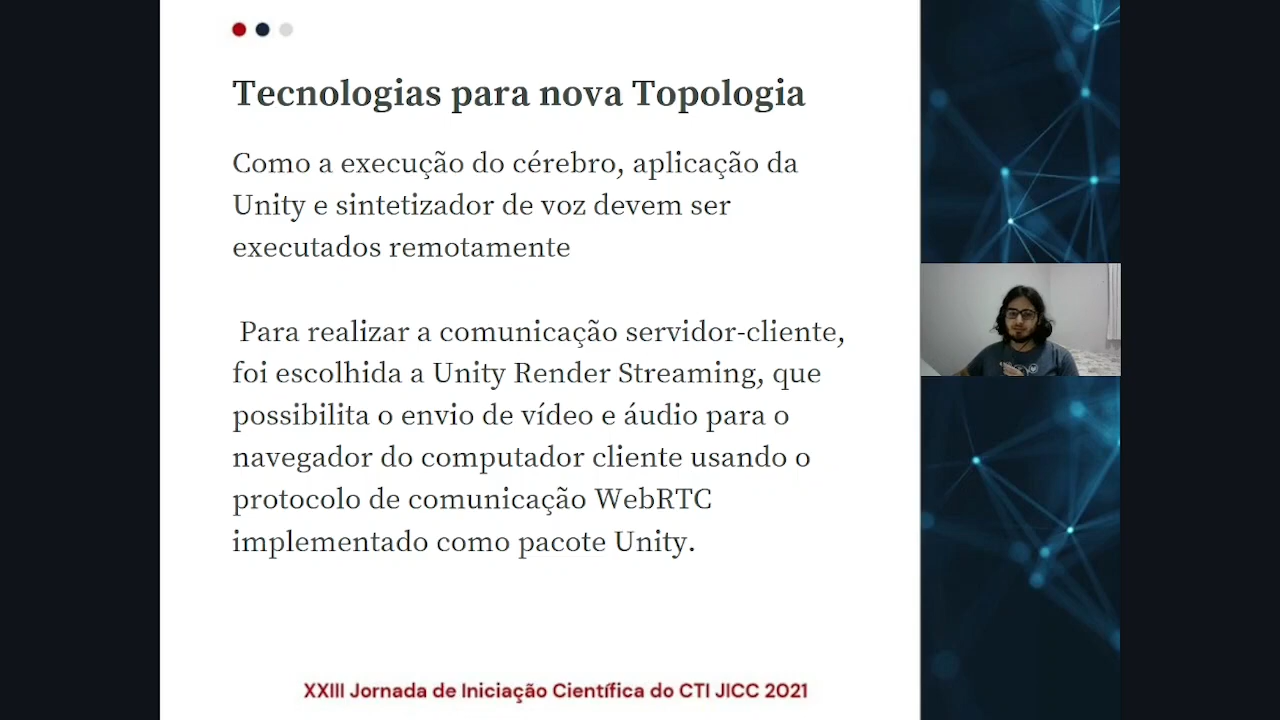 Tecnologias para nova Topologia
Como a execução do cérebro, aplicação da
Unity e sintetizador de voz devem ser
executados remotamente
Para realizar a comunicação servidor-cliente,
foi escolhida a Unity Render Streaming, que
possibilita o envio de vídeo e áudio para o
navegador do computador cliente usando o
protocolo de comunicação WebRTC
implementado como pacote Unity.
XXIII Jornada de Iniciação Científica do CTI JICC 2021